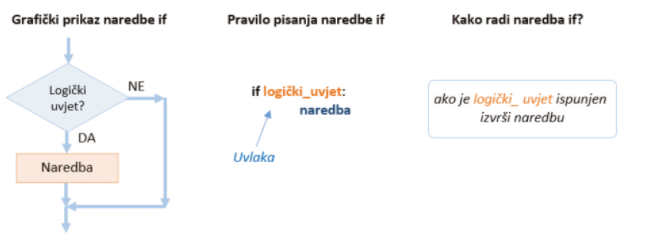 Grafički prikaz naredbe if
Logički
uvjet?
NE
DA
Naredba
Pravilo pisanja naredbe if
if logički_uvjet:
naredba
Uvlaka
Kako radi naredba if?
ako je logički_ uvjet ispunjen
izvrši naredbu